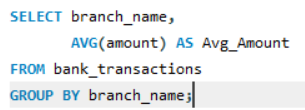 SELECT branch_name,
AVG(amount) AS Avg_Amount
FROM bank_transactions
GROUP BY branch_name;